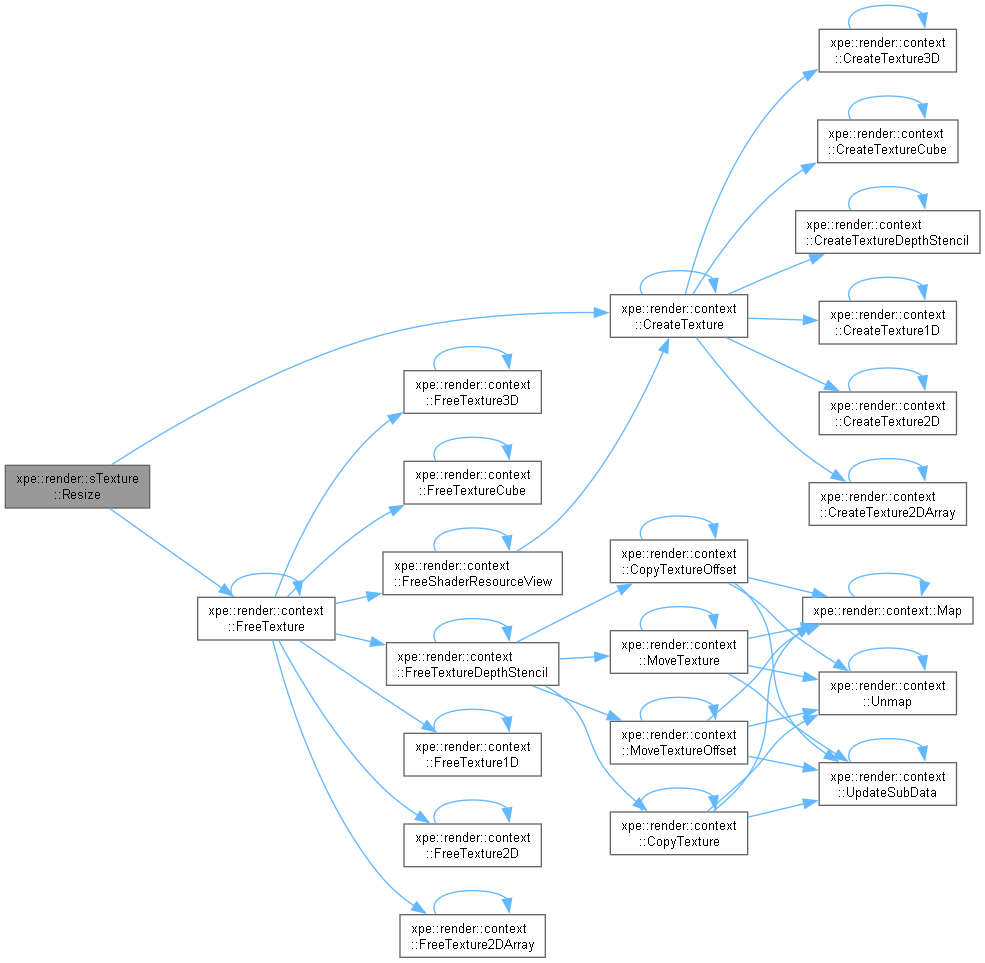 xpe::render::context
::CreateTexture3D
xpe::render::context
::CreateTextureCube
xpe::render::context
::CreateTextureDepthStencil
xpe::render::context
::CreateTexture
xpe::render::context
::CreateTexture1D
xpe::render::context
::FreeTexture3D
xpe::render::context
::CreateTexture2D
xpe::render::sTexture
::Resize
xpe::render::context
::FreeTextureCube
xpe::render::context
::CreateTexture2DArray
xpe::render::context
::FreeShaderResourceView
xpe::render::context
::CopyTextureOffset
xpe::render::context
::FreeTexture
xpe::render::context::Map
xpe::render::context
::FreeTextureDepthStencil
xpe::render::context
::MoveTexture
xpe::render::context
::Unmap
xpe::render::context
::FreeTexture1D
xpe::render::context
::MoveTextureOffset
xpe::render::context
::UpdateSubData
xpe::render::context
::FreeTexture2D
xpe::render::context
::CopyTexture
xpe::render::context
::FreeTexture2DArray